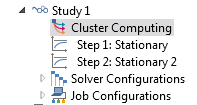 Study 1
Cluster Computing
Step 1: Stationary
Step 2: Stationary 2
Solver Configurations
Job Configurations